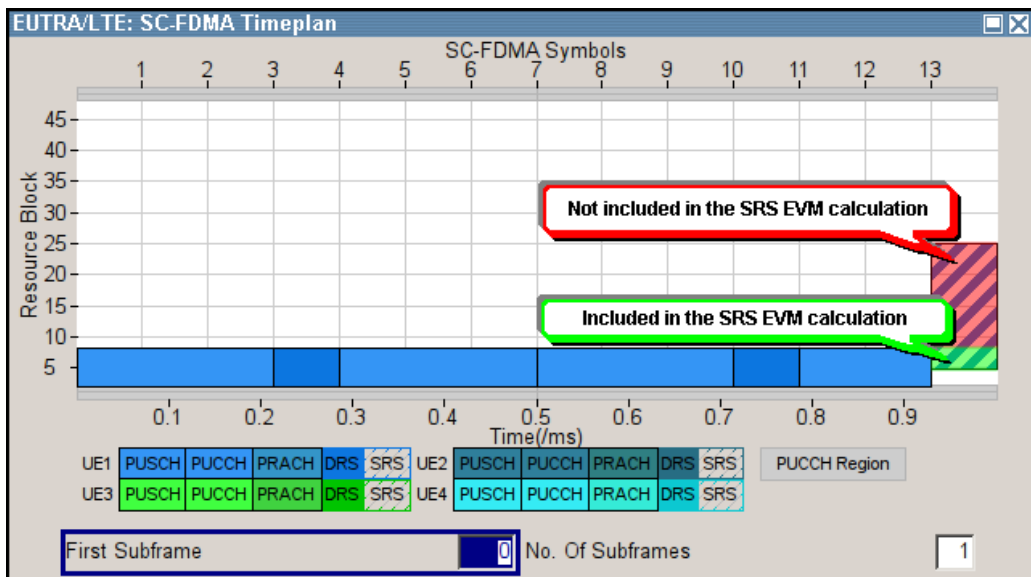 EUTRA/LTE: SC-FDMA Timeplan
SC-FDMA Symbols
1 2 3 4 5 6 7 8 9 10 11 12 13
Resource Block
45
40
35
30
25
20
15
10
5
Not included in the SRS EVM calculation
Included in the SRS EVM calculation
0.1 0.2 0.3 0.4 0.5 0.6 0.7 0.8 0.9
Time(/ms)
UE1 PUSCH PUCCH PRACH DRS SRS UE2 PUSCH PUCCH PRACH DRS SRS PUCCH Region
UE3 PUSCH PUCCH PRACH DRS SRS UE4 PUSCH PUCCH PRACH DRS SRS
First Subframe 0 No. Of Subframes 1